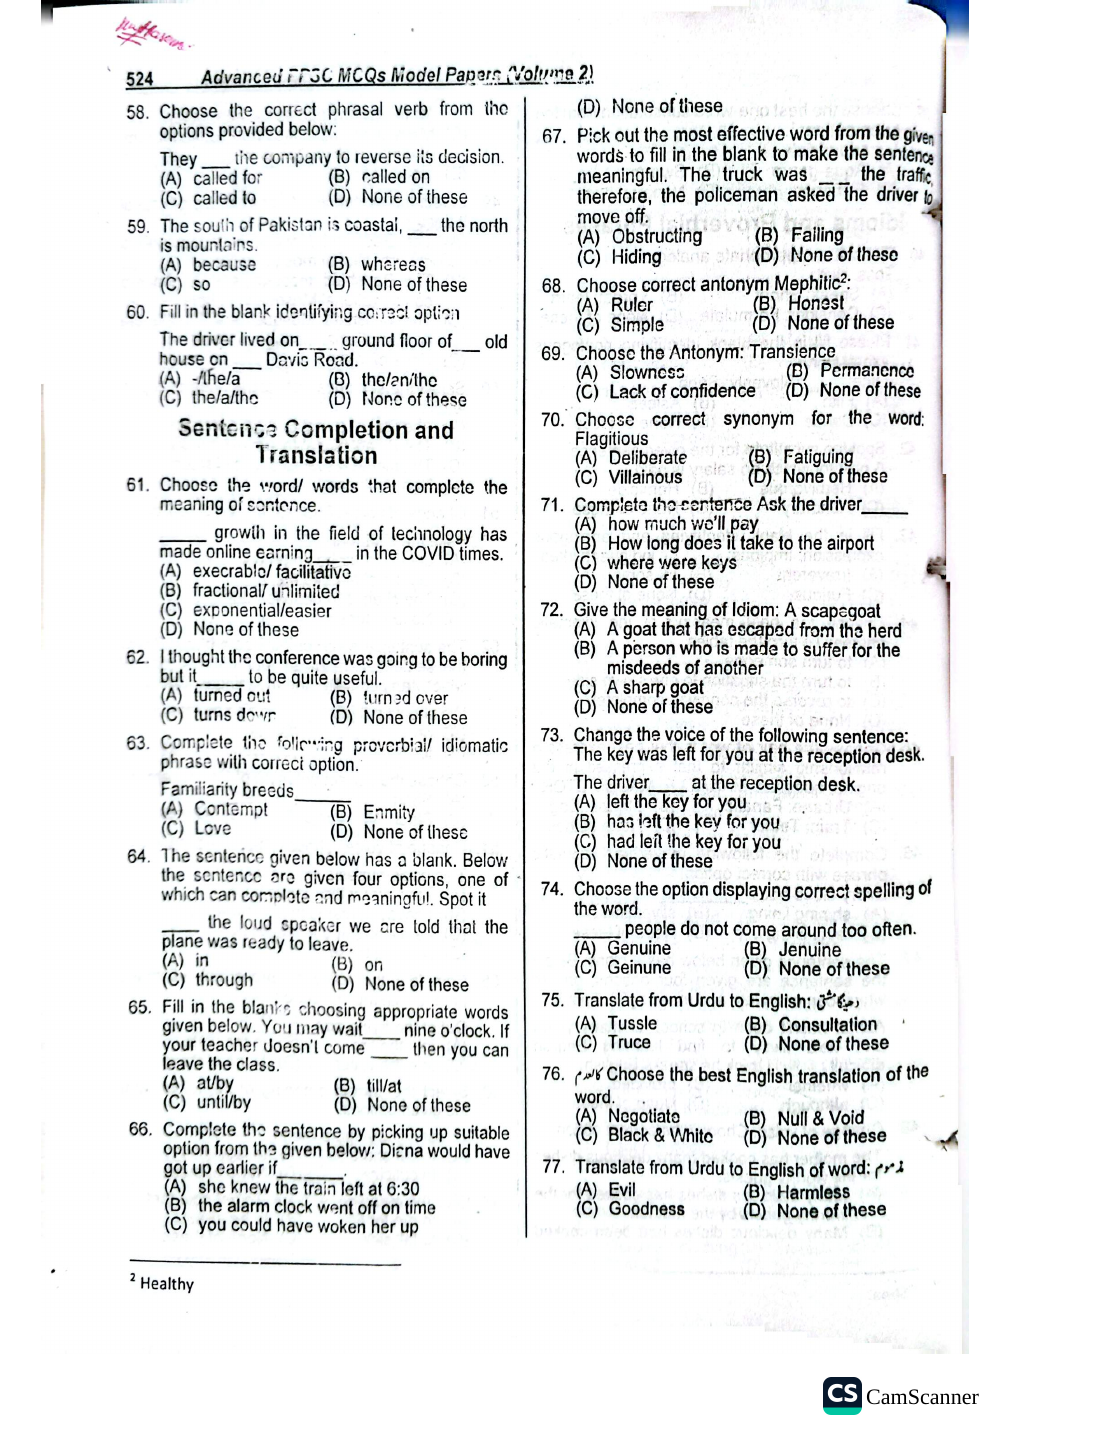 524 Advanced PPSC MCQs Model Papers (Volume 2)
58. Choose the correct phrasal verb from the
options provided below:
They ___ the company to reverse its decision.
(A) called for (B) called on
(C) called to (D) None of these
59. The south of Pakistan is coastal, ___ the north
is mountains.
(A) because (B) whereas
(C) so (D) None of these
60. Fill in the blank identifying correct option
The driver lived on_____ ground floor of___ old
house on ___ Davis Road.
(A) -/the/a (B) the/an/the
(C) the/a/the (D) None of these
Sentence Completion and
Translation
61. Choose the word/ words that complete the
meaning of sentence.
_____ growth in the field of technology has
made online earning____ in the COVID times.
(A) execrable/ facilitative
(B) fractional/ unlimited
(C) exponential/easier
(D) None of these
62. I thought the conference was going to be boring
but it_____ to be quite useful.
(A) turned out (B) turned over
(C) turns down (D) None of these
63. Complete the following proverbial/ idiomatic
phrase with correct option.
Familiarity breeds______
(A) Contempt (B) Enmity
(C) Love (D) None of these
64. The sentence given below has a blank. Below
the sentence are given four options, one of
which can complete and meaningful. Spot it
____ the loud speaker we are told that the
plane was ready to leave.
(A) in (B) on
(C) through (D) None of these
65. Fill in the blanks choosing appropriate words
given below. You may wait____ nine o'clock. If
your teacher doesn't come ____ then you can
leave the class.
(A) at/by (B) till/at
(C) until/by (D) None of these
66. Complete the sentence by picking up suitable
option from the given below: Diana would have
got up earlier if_______.
(A) she knew the train left at 6:30
(B) the alarm clock went off on time
(C) you could have woken her up
2 Healthy
(D) None of these
67. Pick out the most effective word from the given
words to fill in the blank to make the sentence
meaningful. The truck was ___ the traffic,
therefore, the policeman asked the driver to
move off.
(A) Obstructing (B) Failing
(C) Hiding (D) None of these
68. Choose correct antonym Mephitic2:
(A) Ruler (B) Honest
(C) Simple (D) None of these
69. Choose the Antonym: Transience
(A) Slowness (B) Permanence
(C) Lack of confidence (D) None of these
70. Choose correct synonym for the word:
Flagitious
(A) Deliberate (B) Fatiguing
(C) Villainous (D) None of these
71. Complete the sentence Ask the driver_____
(A) how much we'll pay
(B) How long does it take to the airport
(C) where were keys
(D) None of these
72. Give the meaning of Idiom: A scapegoat
(A) A goat that has escaped from the herd
(B) A person who is made to suffer for the
misdeeds of another
(C) A sharp goat
(D) None of these
73. Change the voice of the following sentence:
The key was left for you at the reception desk.
The driver____ at the reception desk.
(A) left the key for you
(B) has left the key for you
(C) had left the key for you
(D) None of these
74. Choose the option displaying correct spelling of
the word.
_____ people do not come around too often.
(A) Genuine (B) Jenuine
(C) Geinune (D) None of these
75. Translate from Urdu to English:
(A) Tussle (B) Consultation
(C) Truce (D) None of these
76. کالعدم Choose the best English translation of the
word.
(A) Negotiate (B) Null & Void
(C) Black & White (D) None of these
77. Translate from Urdu to English of word:
(A) Evil (B) Harmless
(C) Goodness (D) None of these
CS CamScanner